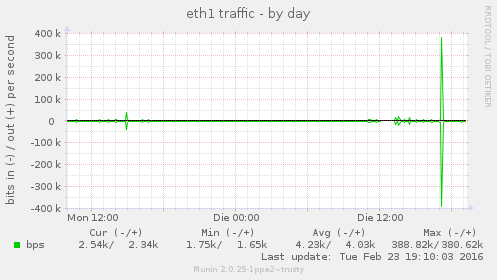 eth1 traffic - by day
RRDTOOL / TOBI OETIKER
bits in (-) / out (+) per second
400 k
300 k
200 k
100 k
0
-100 k
-200 k
-300 k
-400 k
Mon 12:00 Die 00:00 Die 12:00
Cur (-/+) Min (-/+) Avg (-/+) Max (-/+)
bps 2.54k/ 2.34k 1.75k/ 1.65k 4.23k/ 4.03k 388.82k/380.62k
Last update: Tue Feb 23 19:10:03 2016
Munin 2.0.25-1ppa2~trusty